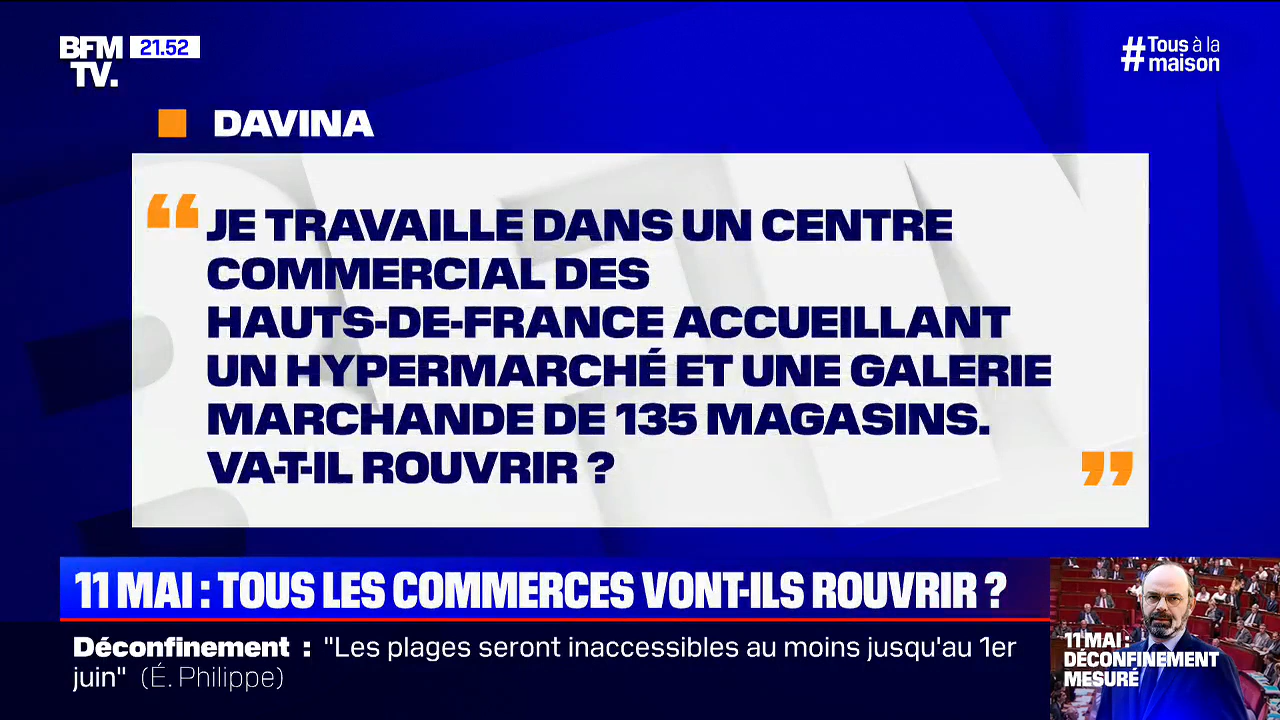 BFM
TV.
21.52
#Tous à la
maison
DAVINA
“JE TRAVAILLE DANS UN CENTRE
COMMERCIAL DES
HAUTS-DE-FRANCE ACCUEILLANT
UN HYPERMARCHÉ ET UNE GALERIE
MARCHANDE DE 135 MAGASINS.
VA-T-IL ROUVRIR ? ”
11 MAI : TOUS LES COMMERCES VONT-ILS ROUVRIR ?
Déconfinement : "Les plages seront inaccessibles au moins jusqu'au 1er
juin" (É. Philippe)
11 MAI :
DÉCONFINEMENT
MESURÉ